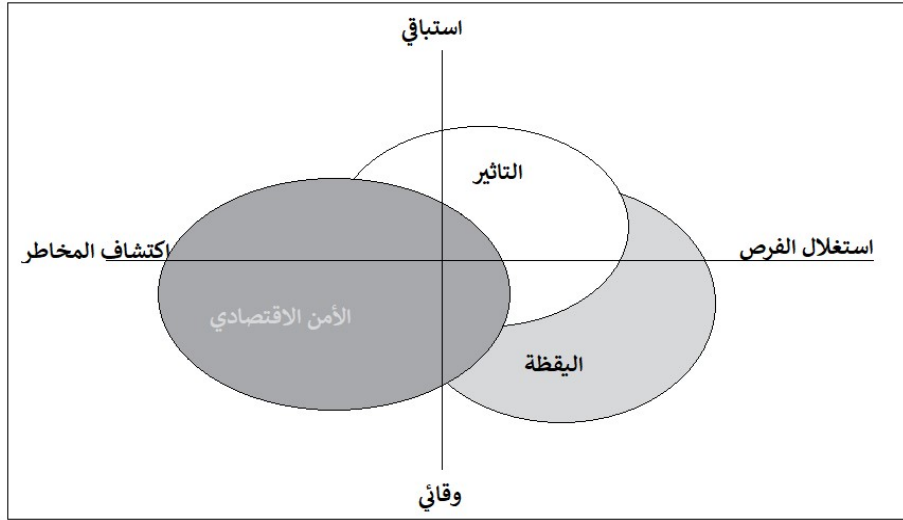 استباقي
التاثير
استغلال الفرص
اكتشاف المخاطر
الأمن الاقتصادي
اليقظة
وقائي